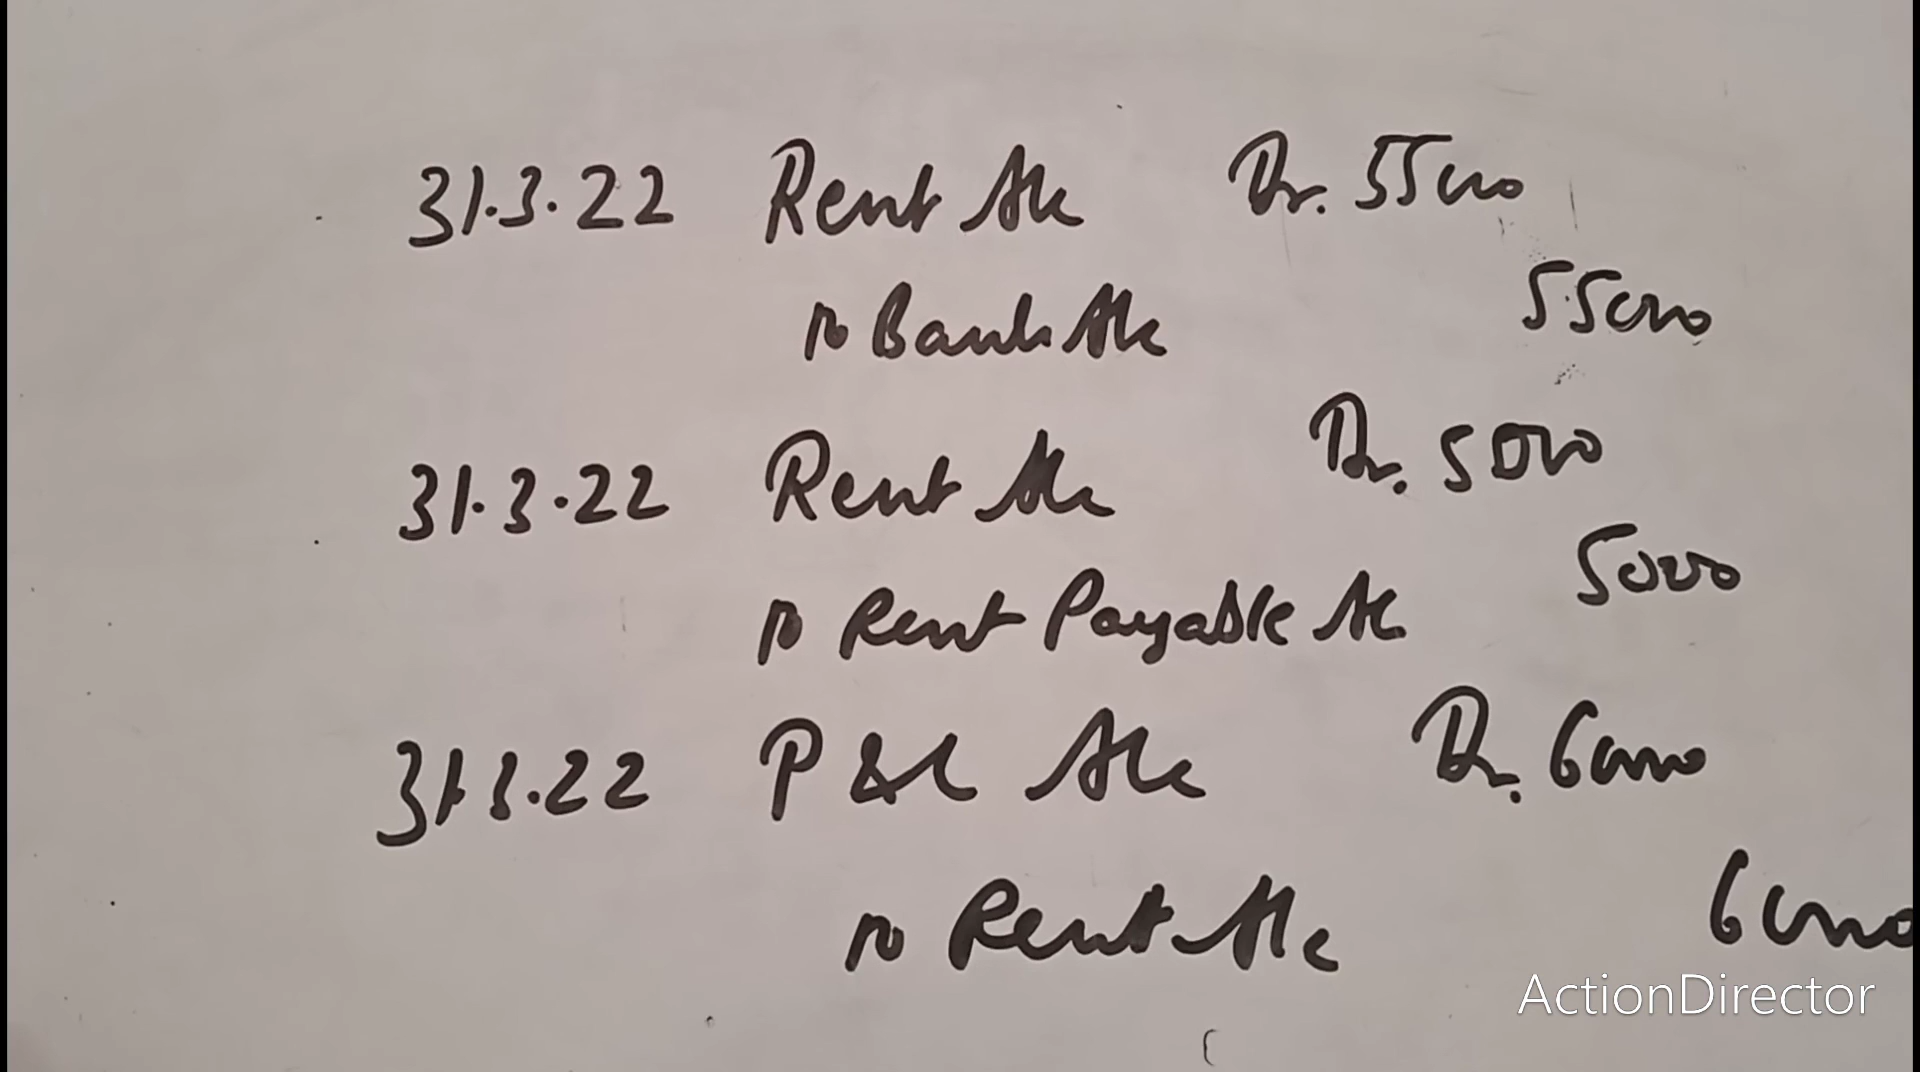 31.3.22 Rent A/c Dr. 55000
to Bank A/c 55000
31.3.22 Rent A/c Dr. 5000
to Rent Payable A/c 5000
31.3.22 P & L A/c Dr. 60000
to Rent A/c 60000
ActionDirector